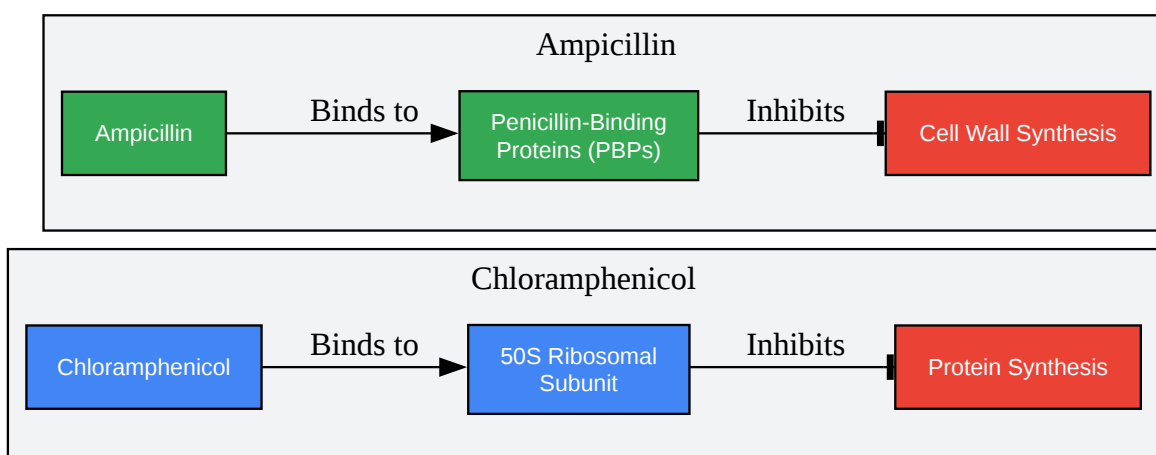 Ampicillin
Ampicillin
Binds to
Penicillin-Binding
Proteins (PBPs)
Inhibits
Cell Wall Synthesis
Chloramphenicol
Chloramphenicol
Binds to
50S Ribosomal
Subunit
Inhibits
Protein Synthesis